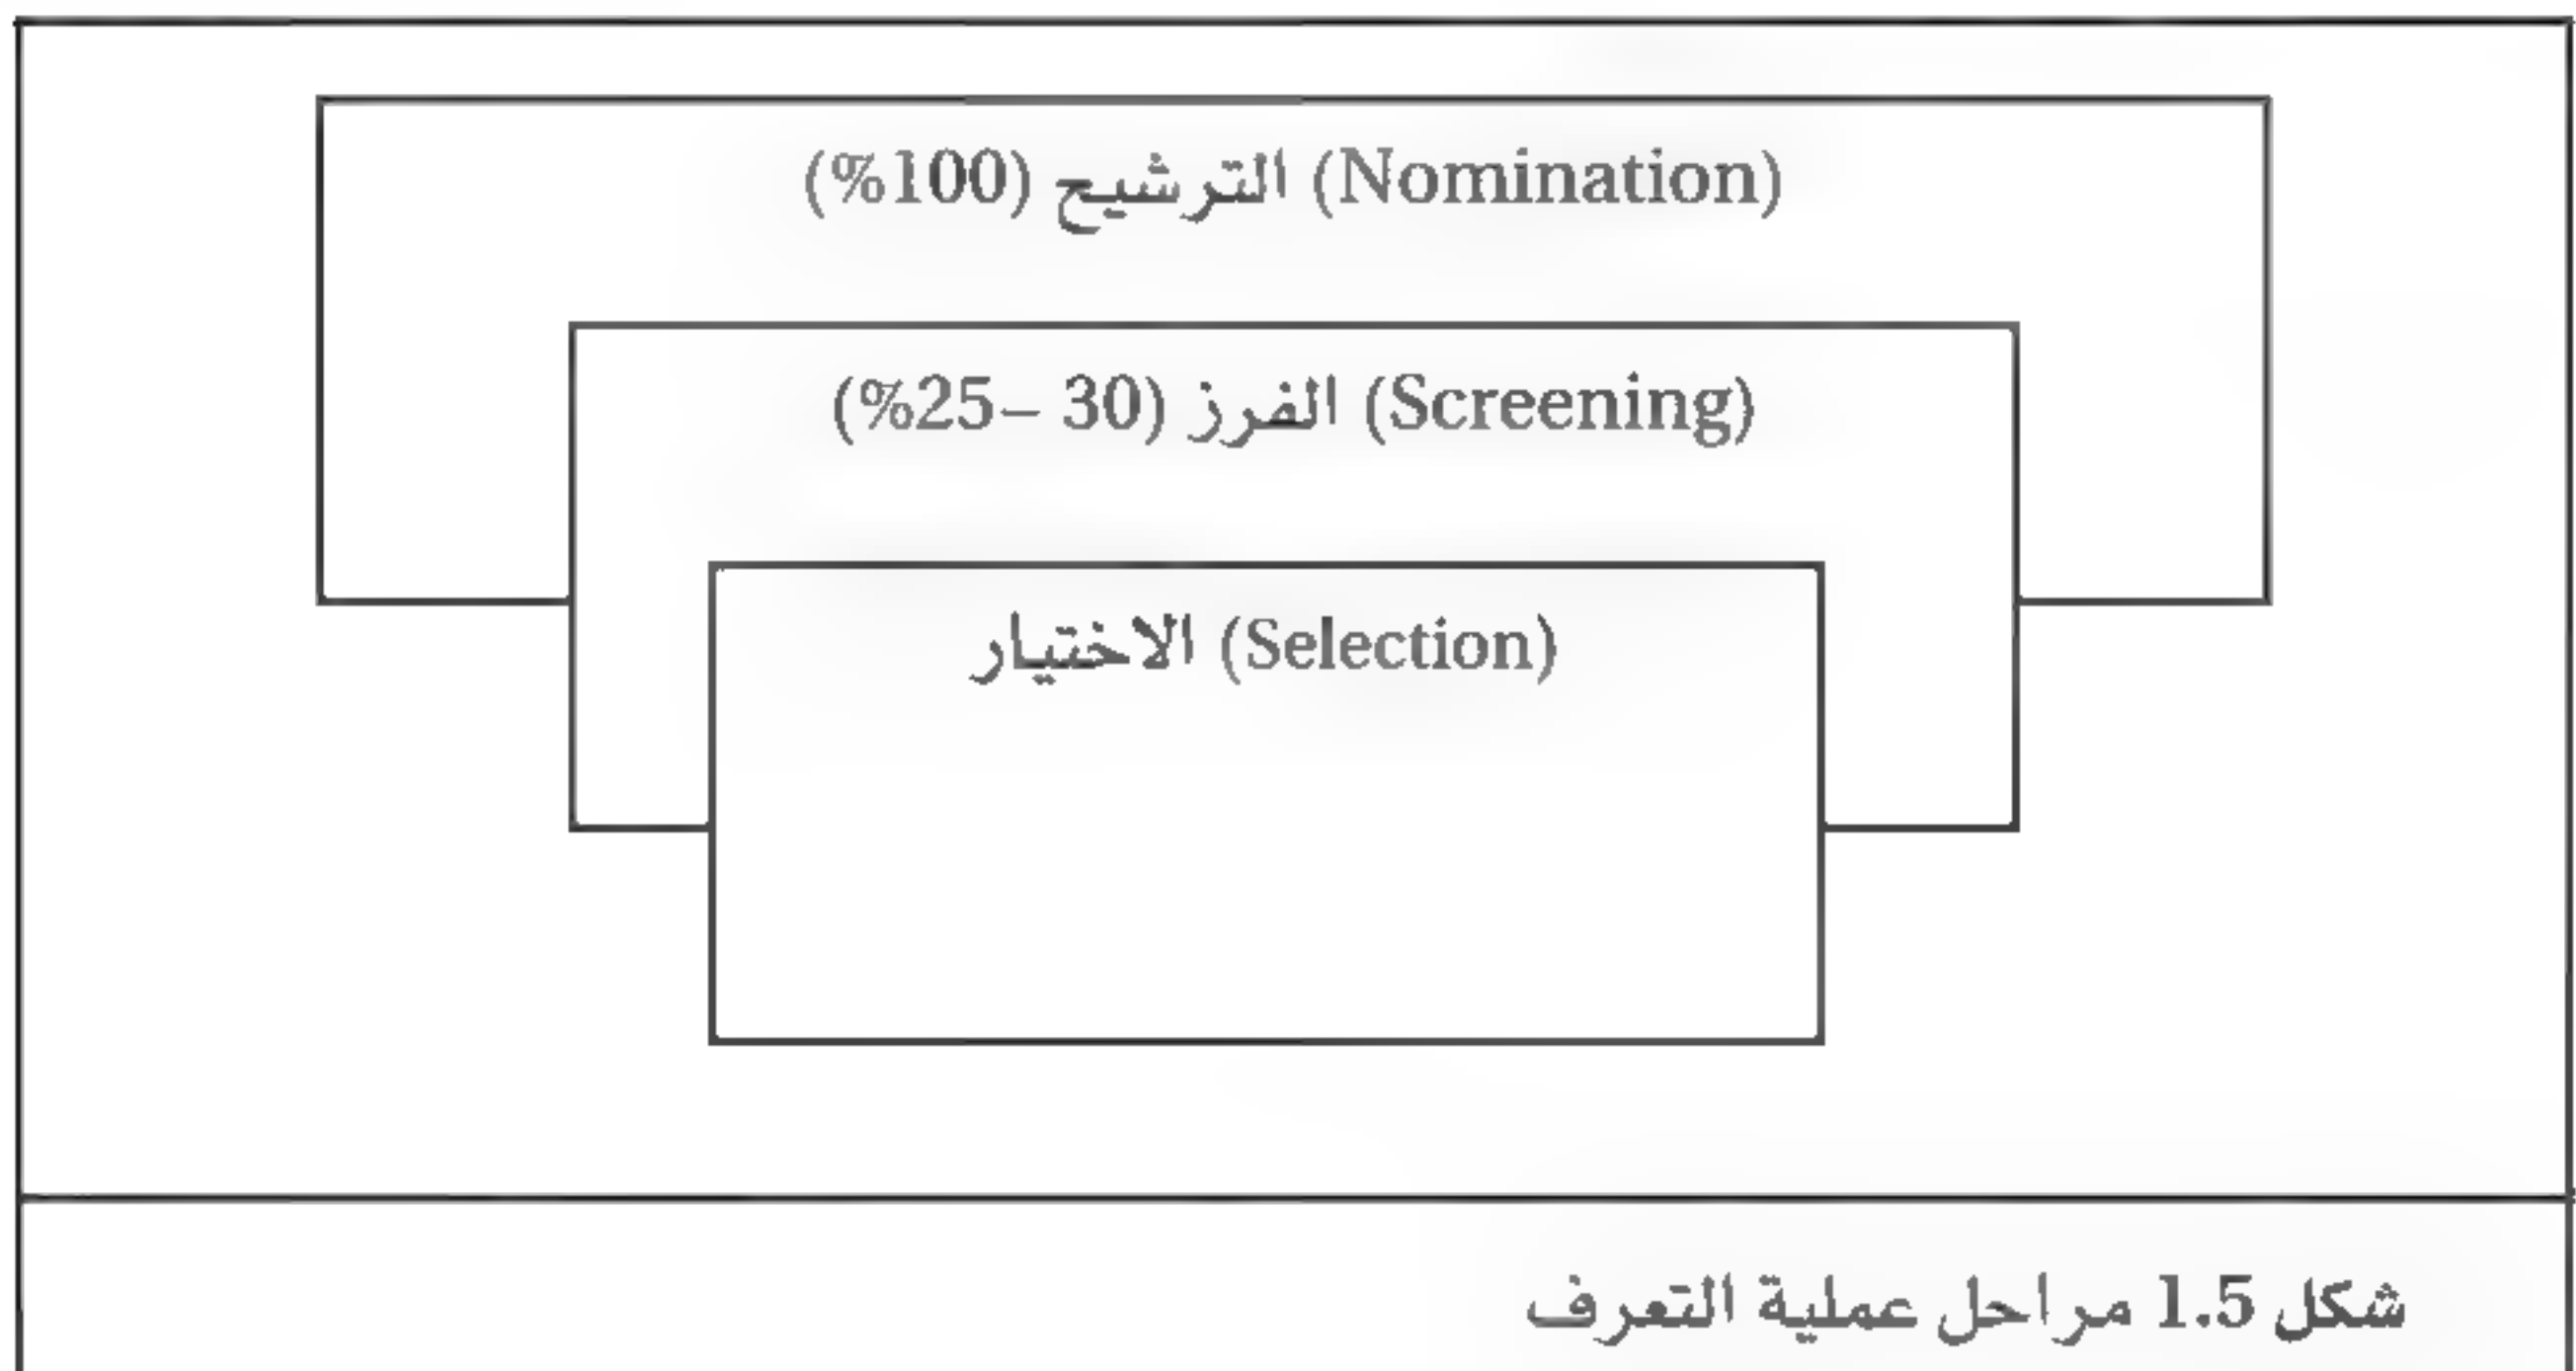 (Nomination) الترشيح (100%)
(Screening) الفرز (25%– 30)
(Selection) الاختيار
شكل 1.5 مراحل عملية التعرف